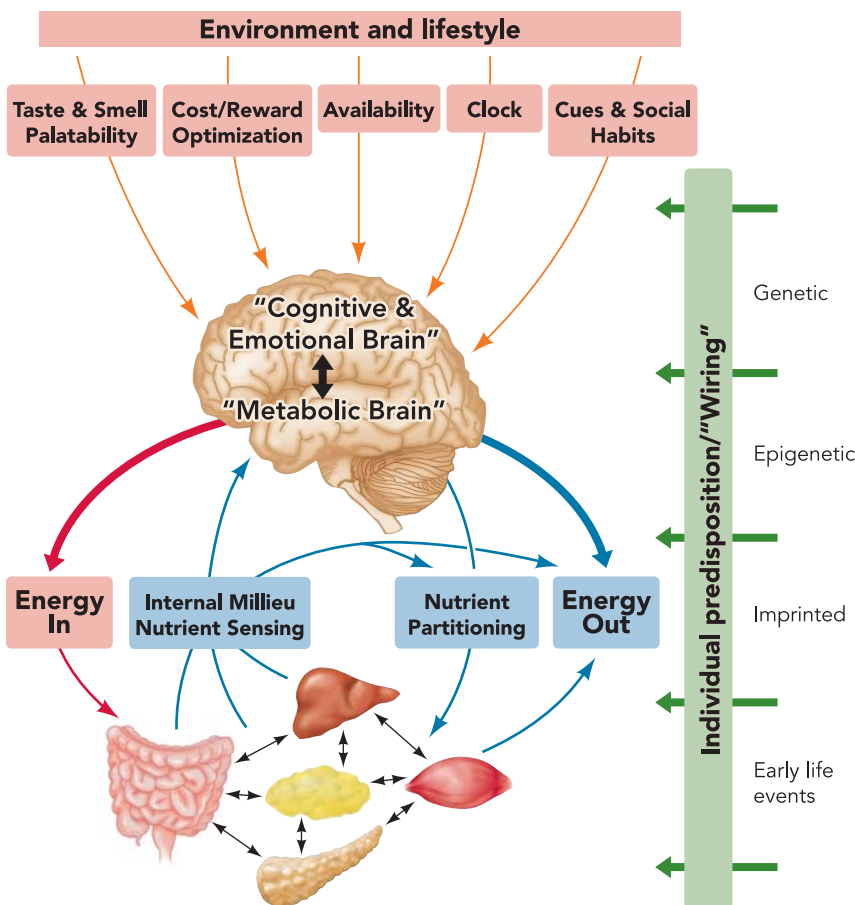 Environment and lifestyle
Taste & Smell
Palatability
Cost/Reward
Optimization
Availability
Clock
Cues & Social
Habits
"Cognitive &
Emotional Brain"
"Metabolic Brain"
Energy
In
Internal Millieu
Nutrient Sensing
Nutrient
Partitioning
Energy
Out
Individual predisposition/"Wiring"
Genetic
Epigenetic
Imprinted
Early life
events